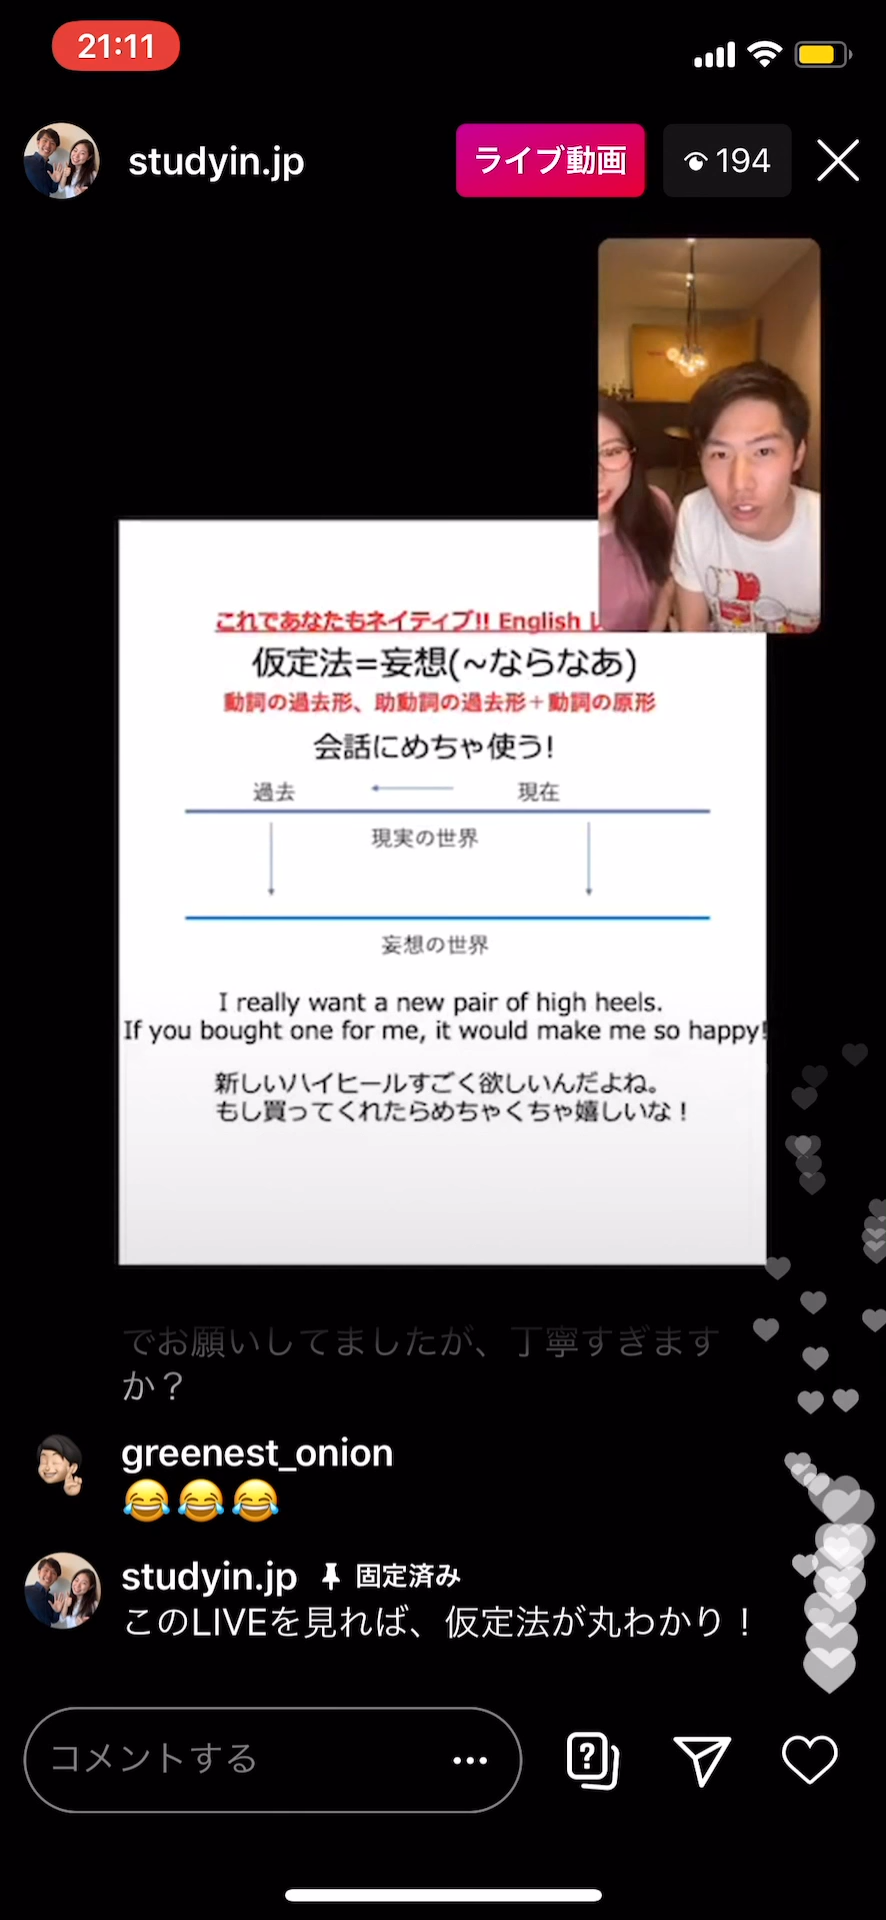 21:11
studyin.jp
ライブ動画
194
これであなたもネイティブ!! English
仮定法=妄想(~ならなあ)
動詞の過去形、助動詞の過去形＋動詞の原形
会話にめちゃ使う!
過去 現在
現実の世界
妄想の世界
I really want a new pair of high heels.
If you bought one for me, it would make me so happy!
新しいハイヒールすごく欲しいんだよね。
もし買ってくれたらめちゃくちゃ嬉しいな！
でお願いしてましたが、丁寧すぎます
か？
greenest_onion
😂😂😂
studyin.jp 固定済み
このLIVEを見れば、仮定法が丸わかり！
コメントする